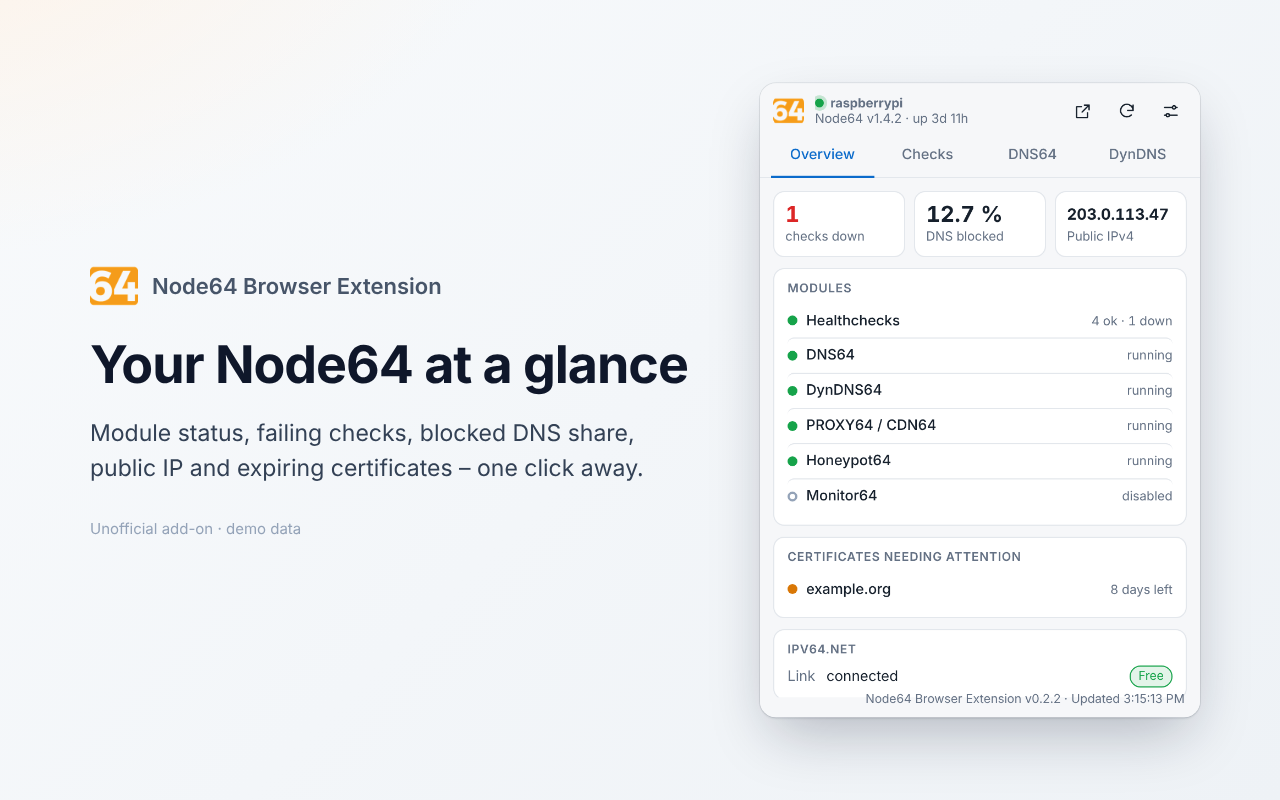 64 Node64 Browser Extension
Your Node64 at a glance
Module status, failing checks, blocked DNS share,
public IP and expiring certificates – one click away.
Unofficial add-on · demo data
64
raspberrypi
Node64 v1.4.2 · up 3d 11h
Overview Checks DNS64 DynDNS
1
checks down
12.7 %
DNS blocked
203.0.113.47
Public IPv4
MODULES
Healthchecks 4 ok · 1 down
DNS64 running
DynDNS64 running
PROXY64 / CDN64 running
Honeypot64 running
Monitor64 disabled
CERTIFICATES NEEDING ATTENTION
example.org 8 days left
IPV64.NET
Link connected Free
Node64 Browser Extension v0.2.2 · Updated 3:15:13 PM